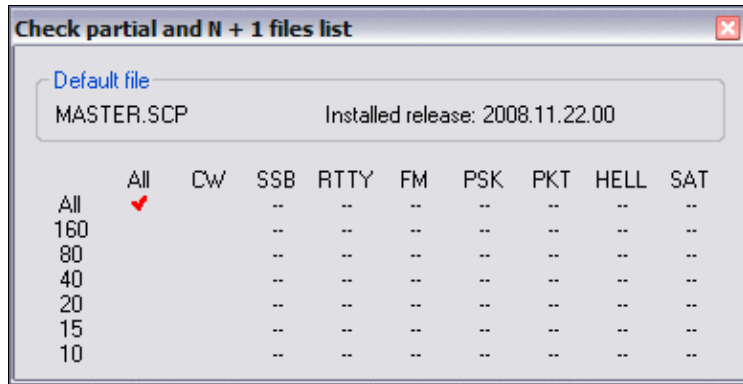 Check partial and N + 1 files list
Default file
MASTER.SCP Installed release: 2008.11.22.00
All CW SSB RTTY FM PSK PKT HELL SAT
All -- -- -- -- -- -- --
160 -- -- -- -- -- -- --
80 -- -- -- -- -- -- --
40 -- -- -- -- -- -- --
20 -- -- -- -- -- -- --
15 -- -- -- -- -- -- --
10 -- -- -- -- -- -- --